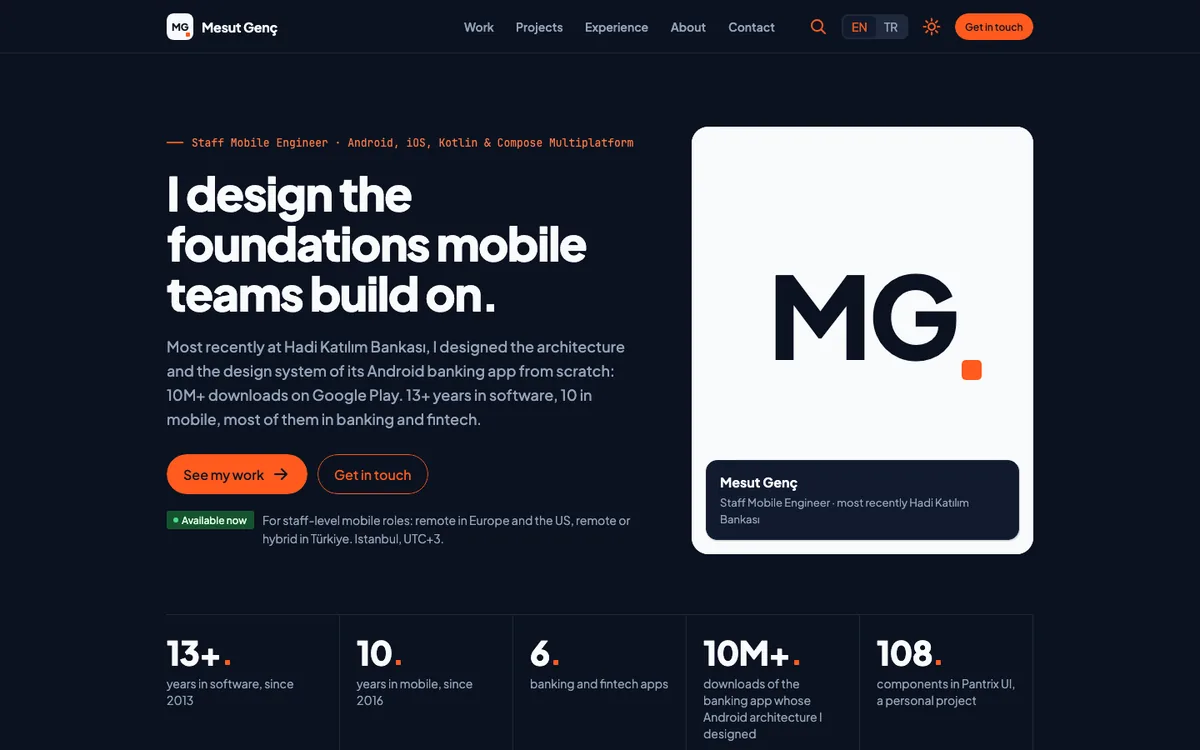 MG Mesut Genç
Work Projects Experience About Contact EN TR Get in touch
Staff Mobile Engineer · Android, iOS, Kotlin & Compose Multiplatform
I design the
foundations mobile
teams build on.
Most recently at Hadi Katılım Bankası, I designed the architecture
and the design system of its Android banking app from scratch:
10M+ downloads on Google Play. 13+ years in software, 10 in
mobile, most of them in banking and fintech.
See my work → Get in touch
Available now For staff-level mobile roles: remote in Europe and the US, remote or
hybrid in Türkiye. Istanbul, UTC+3.
MG
Mesut Genç
Staff Mobile Engineer · most recently Hadi Katılım
Bankası
13+.
years in software, since
2013
10.
years in mobile, since
2016
6.
banking and fintech apps
10M+.
downloads of the
banking app whose
Android architecture I
designed
108.
components in Pantrix UI,
a personal project